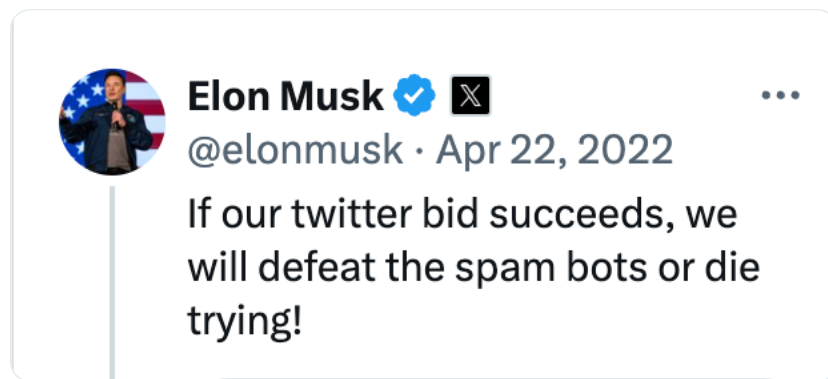 Elon Musk
@elonmusk · Apr 22, 2022
If our twitter bid succeeds, we
will defeat the spam bots or die
trying!